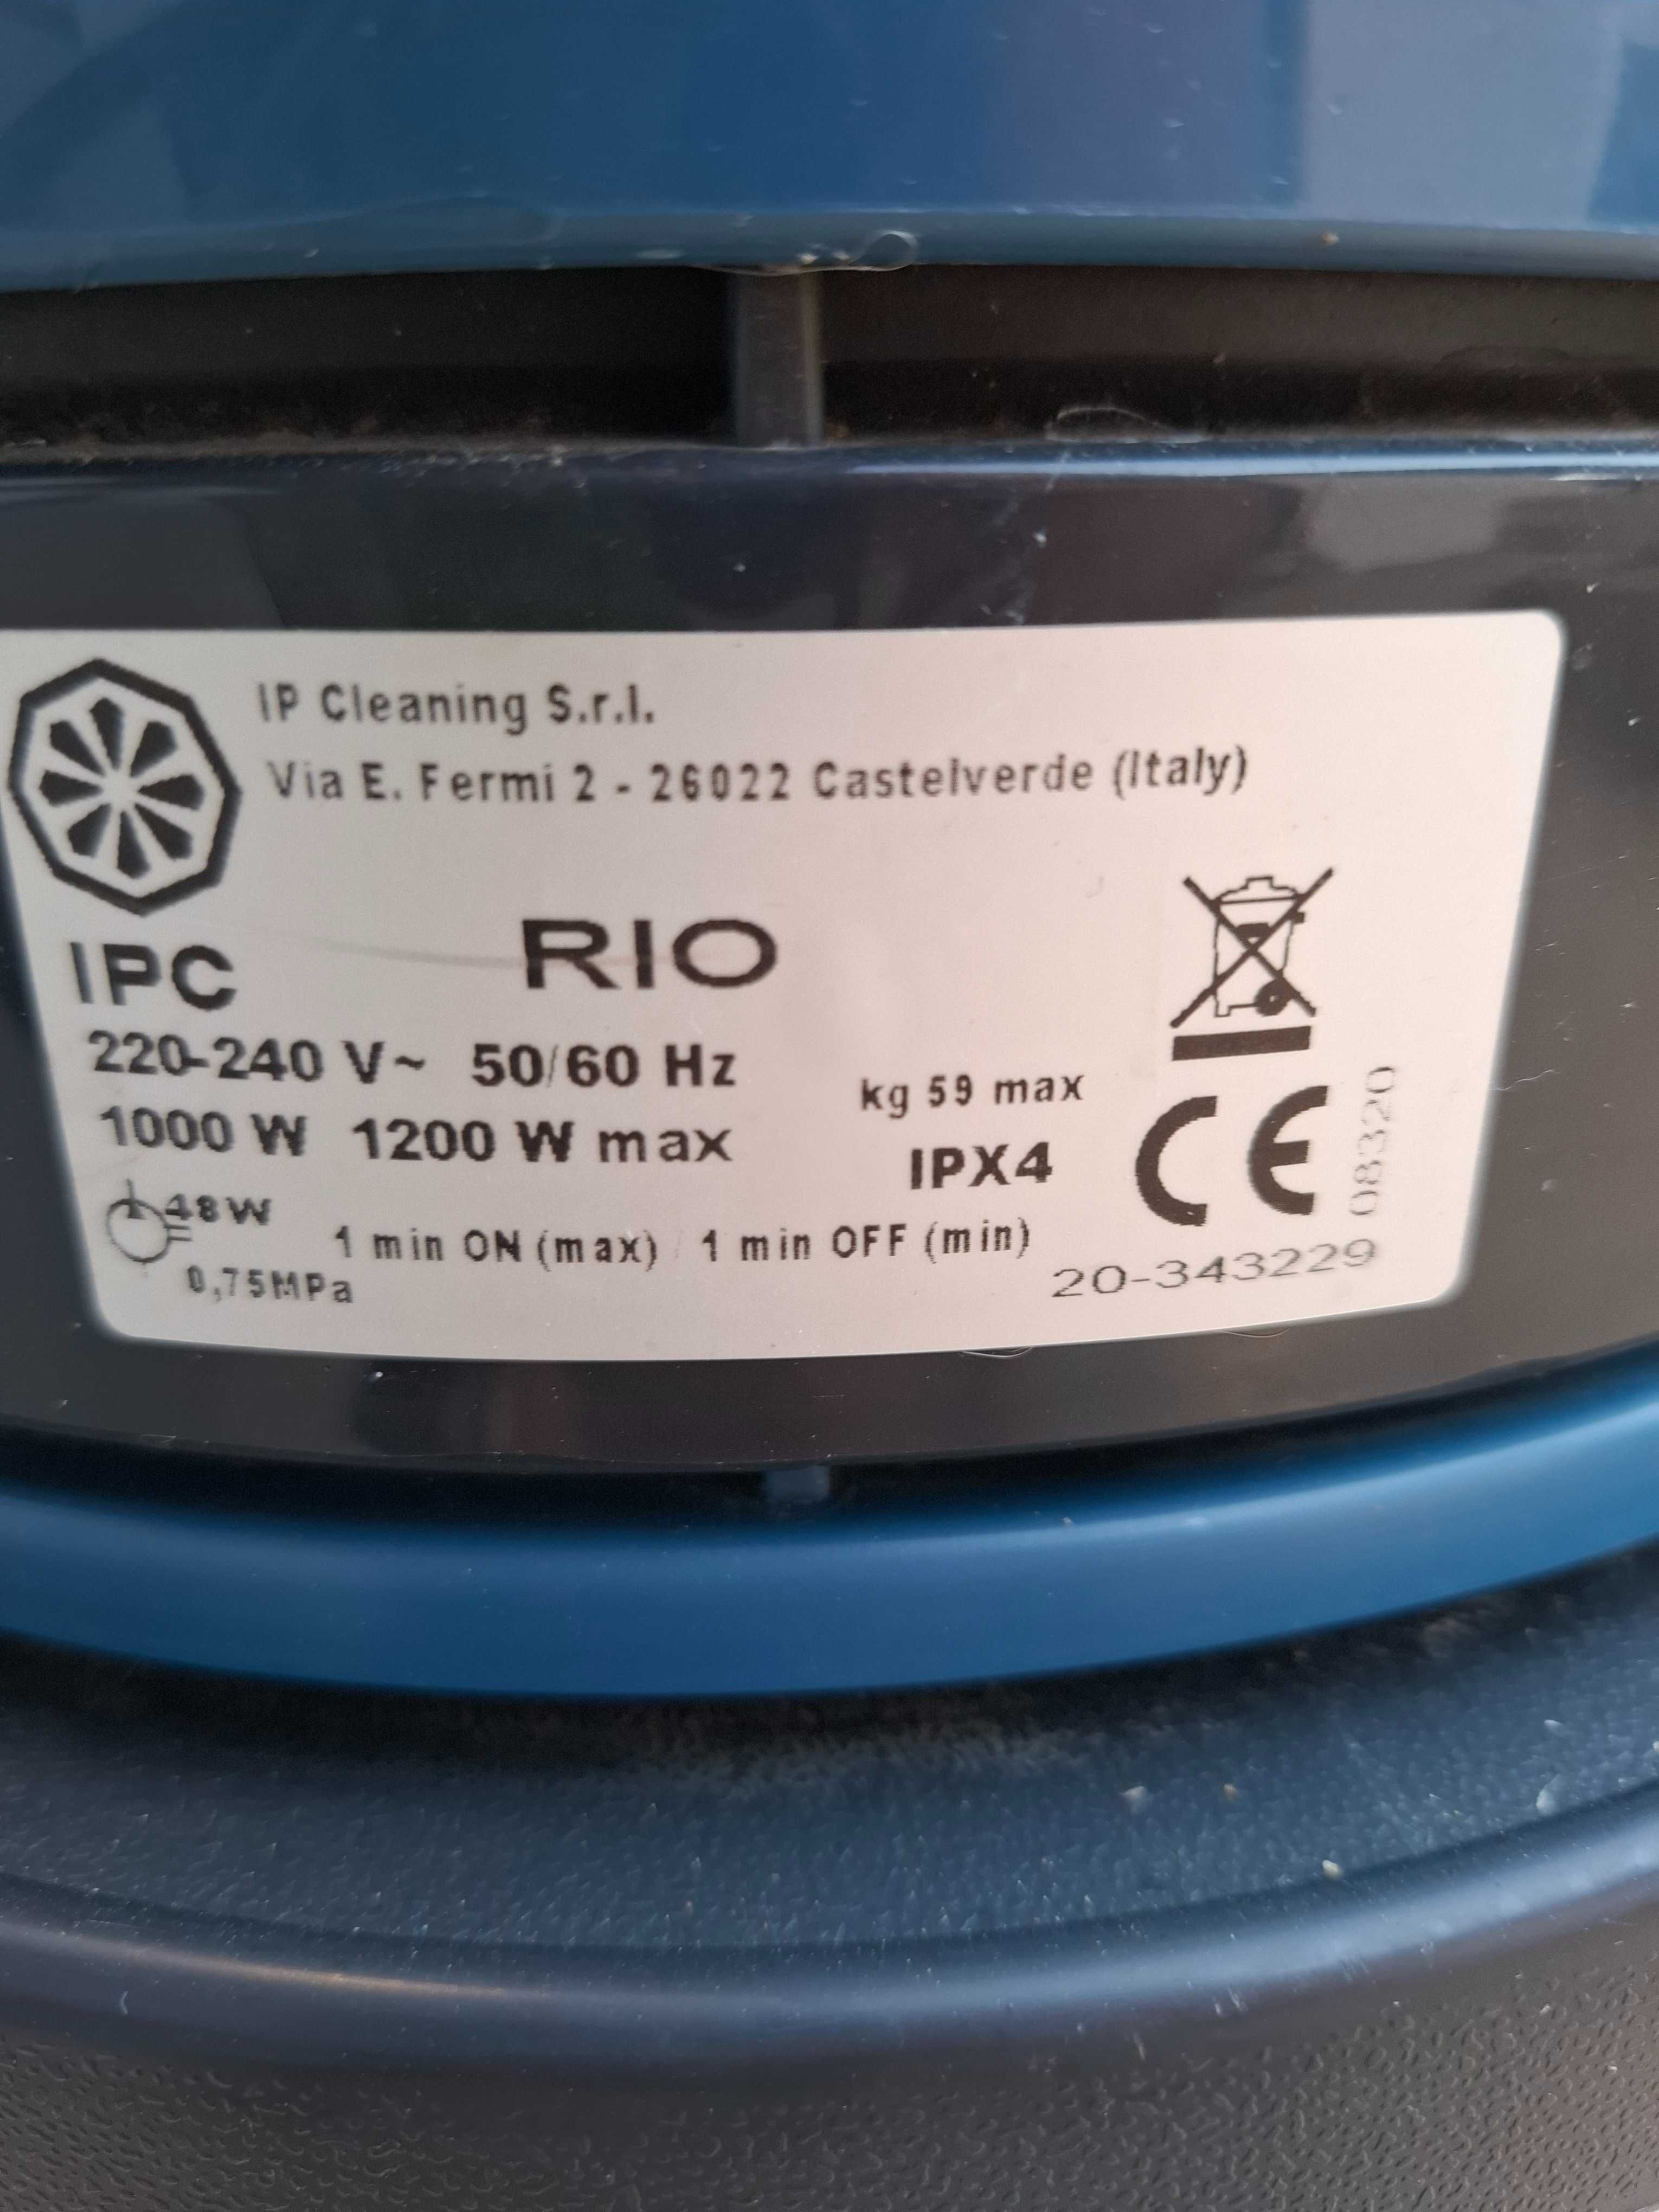 IP Cleaning S.r.l.
Via E. Fermi 2 - 26022 Castelverde (Italy)
IPC
RIO
220-240 V~ 50/60 Hz
1000 W 1200 W max
kg 59 max
IPX4
CE
08320
48W
1 min ON (max) / 1 min OFF (min)
0,75MPa
20-343229